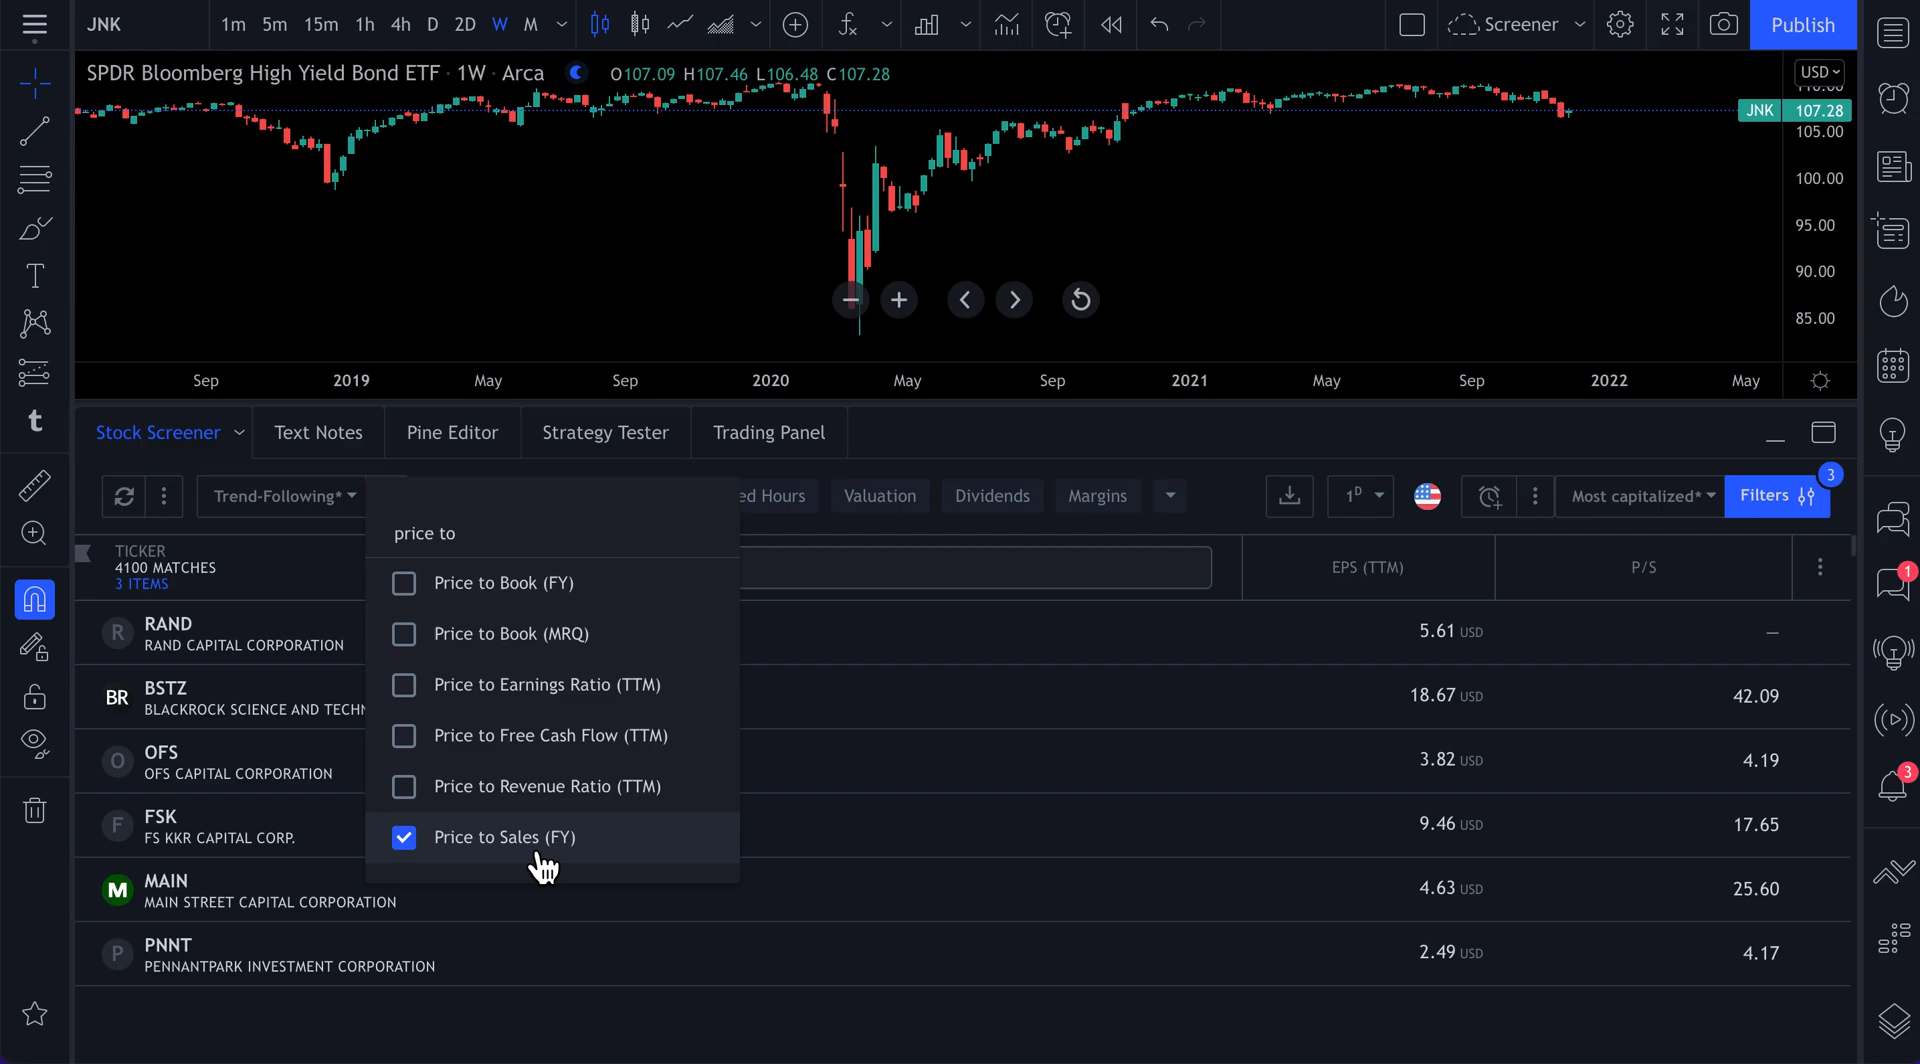 JNK
1m 5m 15m 1h 4h D 2D W M
Screener
Publish
SPDR Bloomberg High Yield Bond ETF · 1W · Arca
O107.09 H107.46 L106.48 C107.28
USD
JNK 107.28
105.00
100.00
95.00
90.00
85.00
Sep 2019 May Sep 2020 May Sep 2021 May Sep 2022 May
t
Stock Screener Text Notes Pine Editor Strategy Tester Trading Panel
3
Trend-Following*
ed Hours Valuation Dividends Margins
1D
Most capitalized*
Filters
price to
TICKER
4100 MATCHES
3 ITEMS
EPS (TTM) P/S
Price to Book (FY)
Price to Book (MRQ)
Price to Earnings Ratio (TTM)
Price to Free Cash Flow (TTM)
Price to Revenue Ratio (TTM)
Price to Sales (FY)
R RAND
RAND CAPITAL CORPORATION
5.61 USD —
BR BSTZ
BLACKROCK SCIENCE AND TECHN
18.67 USD 42.09
O OFS
OFS CAPITAL CORPORATION
3.82 USD 4.19
F FSK
FS KKR CAPITAL CORP.
9.46 USD 17.65
M MAIN
MAIN STREET CAPITAL CORPORATION
4.63 USD 25.60
P PNNT
PENNANTPARK INVESTMENT CORPORATION
2.49 USD 4.17
1
3